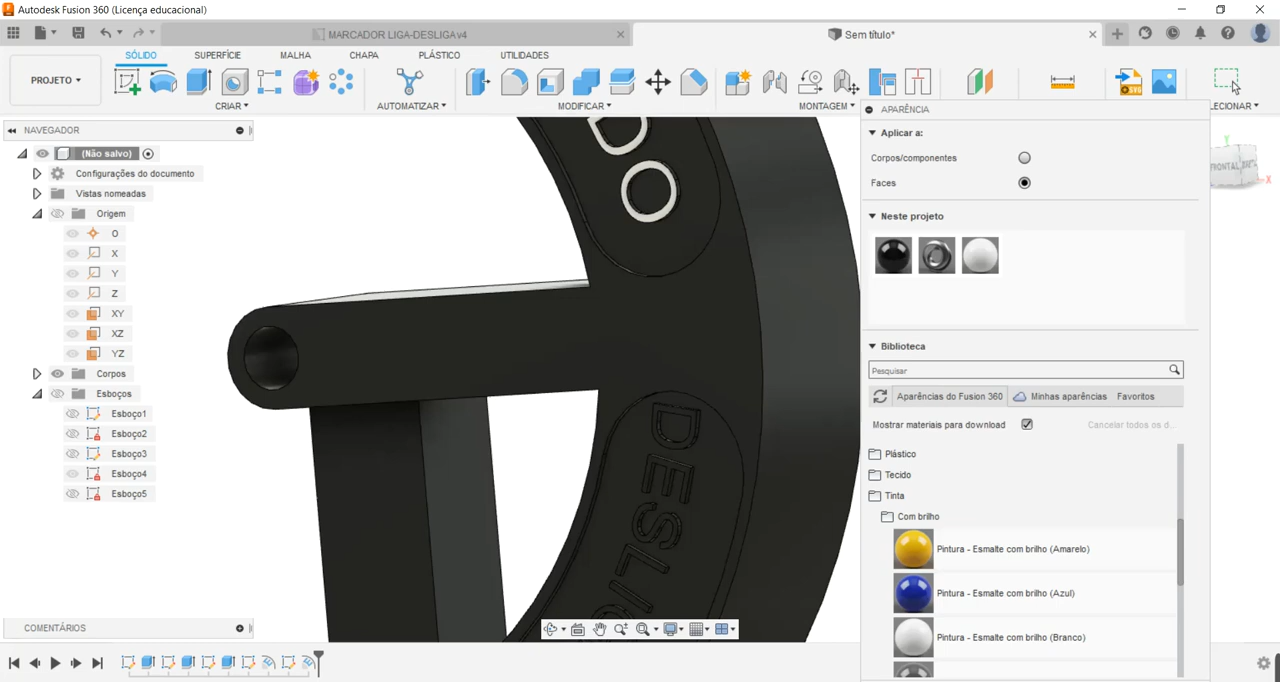 Autodesk Fusion 360 (Licença educacional)
MARCADOR LIGA-DESLIGA v4
Sem título*
SÓLIDO SUPERFÍCIE MALHA CHAPA PLÁSTICO UTILIDADES
PROJETO
CRIAR AUTOMATIZAR MODIFICAR MONTAGEM LECIONAR
NAVEGADOR
(Não salvo)
Configurações do documento
Vistas nomeadas
Origem
O
X
Y
Z
XY
XZ
YZ
Corpos
Esboços
Esboço1
Esboço2
Esboço3
Esboço4
Esboço5
COMENTÁRIOS
DO
DESLIG
APARÊNCIA
Aplicar a:
Corpos/componentes
Faces
Neste projeto
Biblioteca
Pesquisar
Aparências do Fusion 360 Minhas aparências Favoritos
Mostrar materiais para download Cancelar todos os d...
Plástico
Tecido
Tinta
Com brilho
Pintura - Esmalte com brilho (Amarelo)
Pintura - Esmalte com brilho (Azul)
Pintura - Esmalte com brilho (Branco)
Y
FRONTAL
X